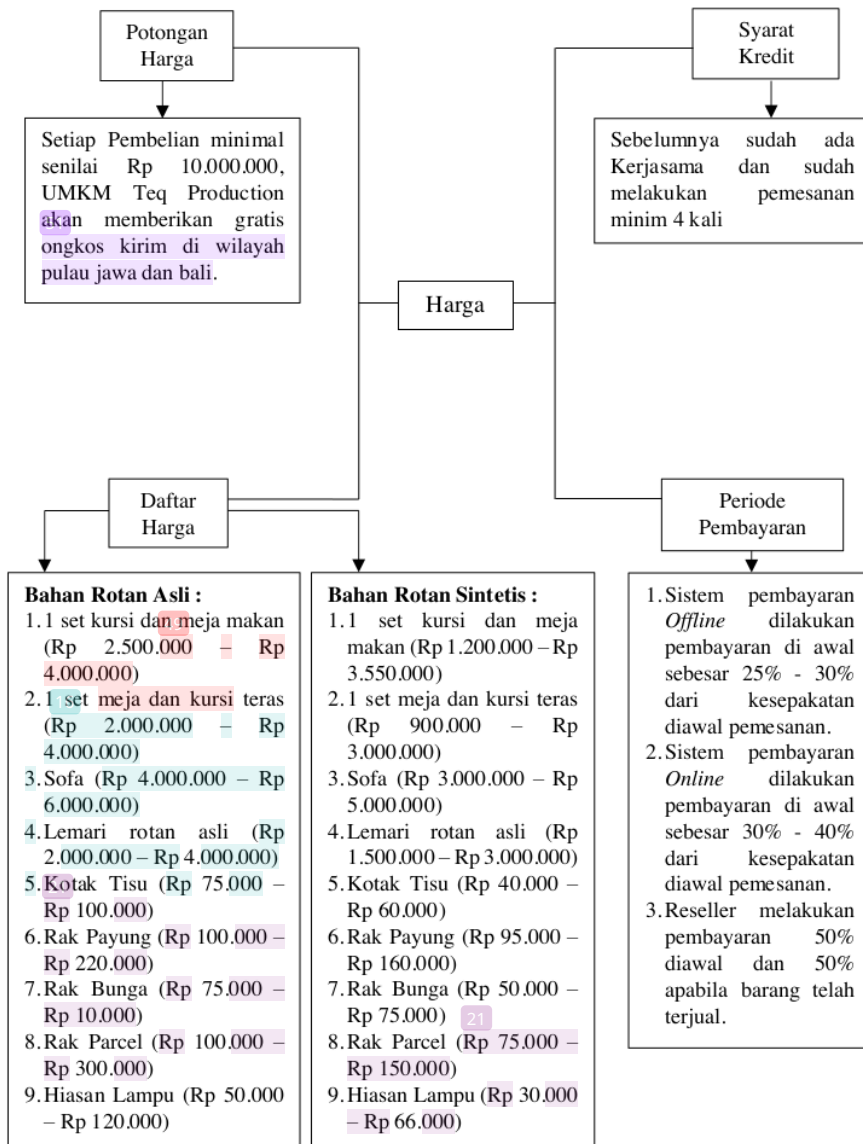 Potongan
Harga
Setiap Pembelian minimal
senilai Rp 10.000.000,
UMKM Teq Production
akan memberikan gratis
ongkos kirim di wilayah
pulau jawa dan bali.
Syarat
Kredit
Sebelumnya sudah ada
Kerjasama dan sudah
melakukan pemesanan
minim 4 kali
Harga
Daftar
Harga
Bahan Rotan Asli :
1. 1 set kursi dan meja makan
(Rp 2.500.000 – Rp
4.000.000)
2. 1 set meja dan kursi teras
(Rp 2.000.000 – Rp
4.000.000)
3. Sofa (Rp 4.000.000 – Rp
6.000.000)
4. Lemari rotan asli (Rp
2.000.000 – Rp 4.000.000)
5. Kotak Tisu (Rp 75.000 –
Rp 100.000)
6. Rak Payung (Rp 100.000 –
Rp 220.000)
7. Rak Bunga (Rp 75.000 –
Rp 10.000)
8. Rak Parcel (Rp 100.000 –
Rp 300.000)
9. Hiasan Lampu (Rp 50.000
– Rp 120.000)
Bahan Rotan Sintetis :
1. 1 set kursi dan meja
makan (Rp 1.200.000 – Rp
3.550.000)
2. 1 set meja dan kursi teras
(Rp 900.000 – Rp
3.000.000)
3. Sofa (Rp 3.000.000 – Rp
5.000.000)
4. Lemari rotan asli (Rp
1.500.000 – Rp 3.000.000)
5. Kotak Tisu (Rp 40.000 –
Rp 60.000)
6. Rak Payung (Rp 95.000 –
Rp 160.000)
7. Rak Bunga (Rp 50.000 –
Rp 75.000) 21
8. Rak Parcel (Rp 75.000 –
Rp 150.000)
9. Hiasan Lampu (Rp 30.000
– Rp 66.000)
Periode
Pembayaran
1. Sistem pembayaran
Offline dilakukan
pembayaran di awal
sebesar 25% - 30%
dari kesepakatan
diawal pemesanan.
2. Sistem pembayaran
Online dilakukan
pembayaran di awal
sebesar 30% - 40%
dari kesepakatan
diawal pemesanan.
3. Reseller melakukan
pembayaran 50%
diawal dan 50%
apabila barang telah
terjual.